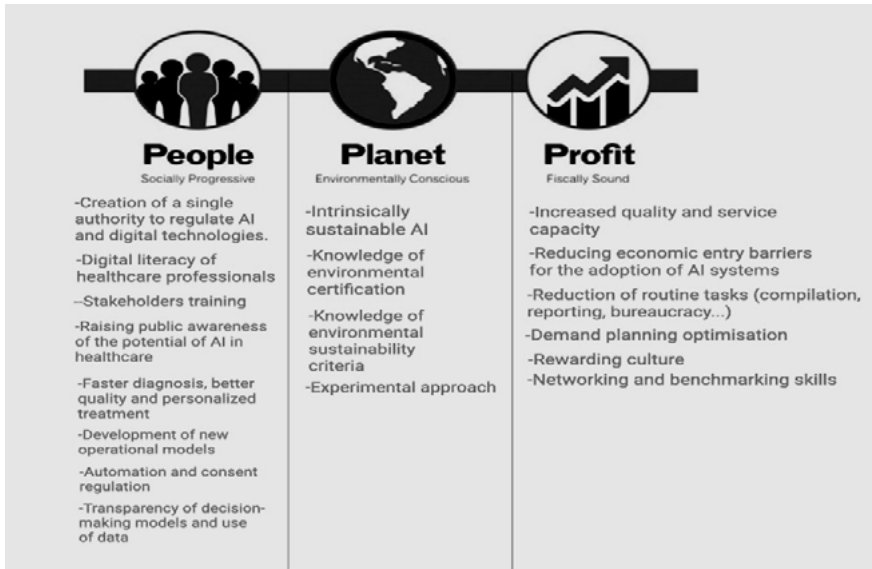 People
Socially Progressive
-Creation of a single
authority to regulate AI
and digital technologies.
-Digital literacy of
healthcare professionals
--Stakeholders training
-Raising public awareness
of the potential of AI in
healthcare
-Faster diagnosis, better
quality and personalized
treatment
-Development of new
operational models
-Automation and consent
regulation
-Transparency of decision-
making models and use
of data
Planet
Environmentally Conscious
-Intrinsically
sustainable AI
-Knowledge of
environmental
certification
-Knowledge of
environmental
sustainability
criteria
-Experimental approach
Profit
Fiscally Sound
-Increased quality and service
capacity
-Reducing economic entry barriers
for the adoption of AI systems
-Reduction of routine tasks (compilation,
reporting, bureaucracy...)
-Demand planning optimisation
-Rewarding culture
-Networking and benchmarking skills